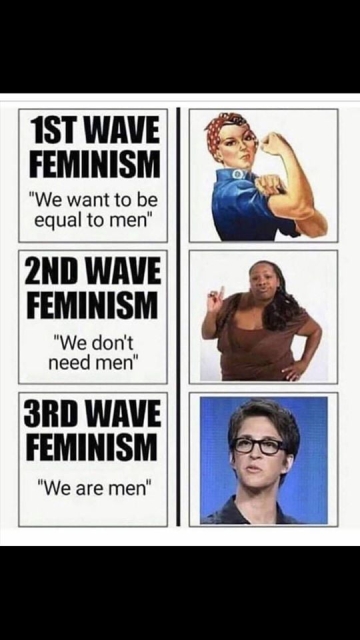 1ST WAVE
FEMINISM
"We want to be
equal to men"
2ND WAVE
FEMINISM
"We don't
need men"
3RD WAVE
FEMINISM
"We are men"